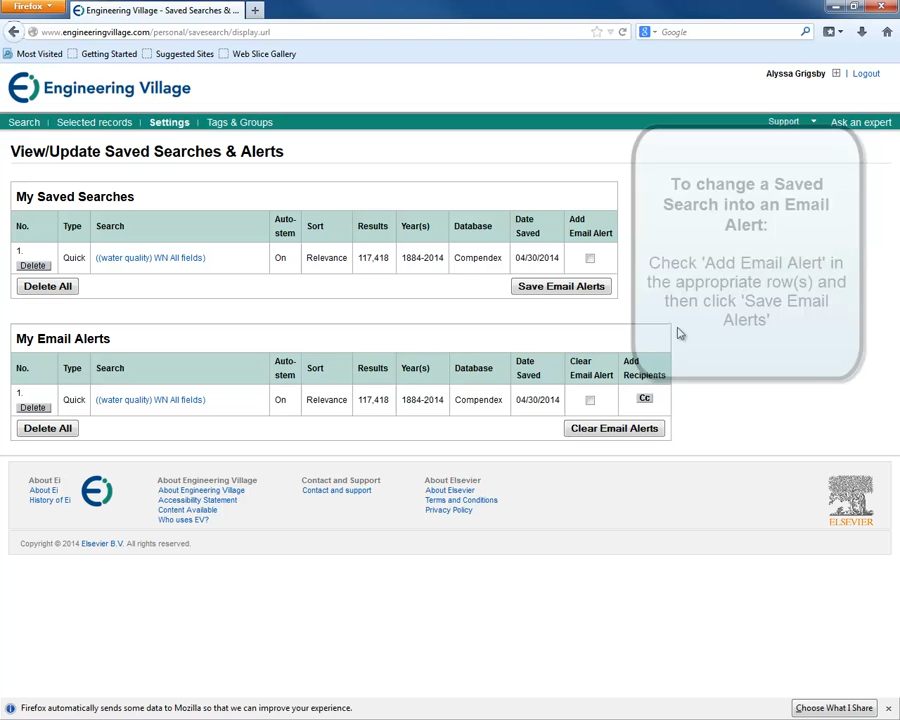 Firefox
Engineering Village - Saved Searches & ...
www.engineeringvillage.com/personal/savesearch/display.url
Google
Most Visited Getting Started Suggested Sites Web Slice Gallery
Engineering Village
Alyssa Grigsby | Logout
Search | Selected records | Settings | Tags & Groups
Support Ask an expert
View/Update Saved Searches & Alerts
To change a Saved
Search into an Email
Alert:
Check 'Add Email Alert' in
the appropriate row(s) and
then click 'Save Email
Alerts'
My Saved Searches
No. Type Search Auto-stem Sort Results Year(s) Database Date Saved Add Email Alert
1. Delete Quick ((water quality) WN All fields) On Relevance 117,418 1884-2014 Compendex 04/30/2014
Delete All Save Email Alerts
My Email Alerts
No. Type Search Auto-stem Sort Results Year(s) Database Date Saved Clear Email Alert Add Recipients
1. Delete Quick ((water quality) WN All fields) On Relevance 117,418 1884-2014 Compendex 04/30/2014 Cc
Delete All Clear Email Alerts
About Ei
About Ei
History of Ei
About Engineering Village
About Engineering Village
Accessibility Statement
Content Available
Who uses EV?
Contact and Support
Contact and support
About Elsevier
About Elsevier
Terms and Conditions
Privacy Policy
ELSEVIER
Copyright © 2014 Elsevier B.V. All rights reserved.
Firefox automatically sends some data to Mozilla so that we can improve your experience.
Choose What I Share